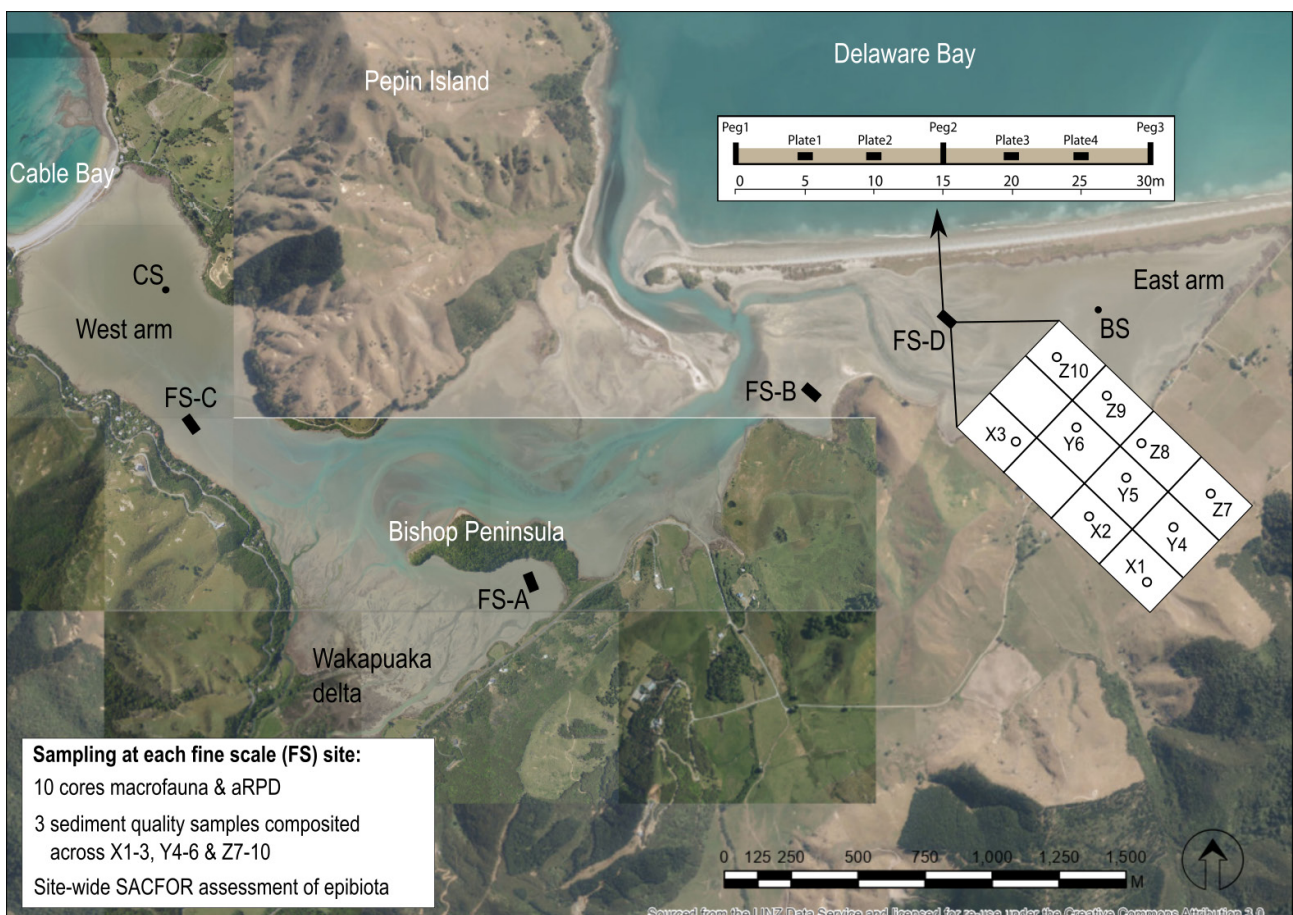 Delaware Bay
Pepin Island
Peg1 Peg2 Peg3
Plate1 Plate2 Plate3 Plate4
0 5 10 15 20 25 30m
Cable Bay
CS
West arm
East arm
BS
FS-D
FS-C
FS-B
Z10
Z9
X3
Y6
Z8
Y5
Z7
X2
Y4
X1
Bishop Peninsula
FS-A
Wakapuaka
delta
Sampling at each fine scale (FS) site:
10 cores macrofauna & aRPD
3 sediment quality samples composited
across X1-3, Y4-6 & Z7-10
Site-wide SACFOR assessment of epibiota
0 125 250 500 750 1,000 1,250 1,500
M
Sourced from the LINZ Data Service and licensed for re-use under the Creative Commons Attribution 3.0